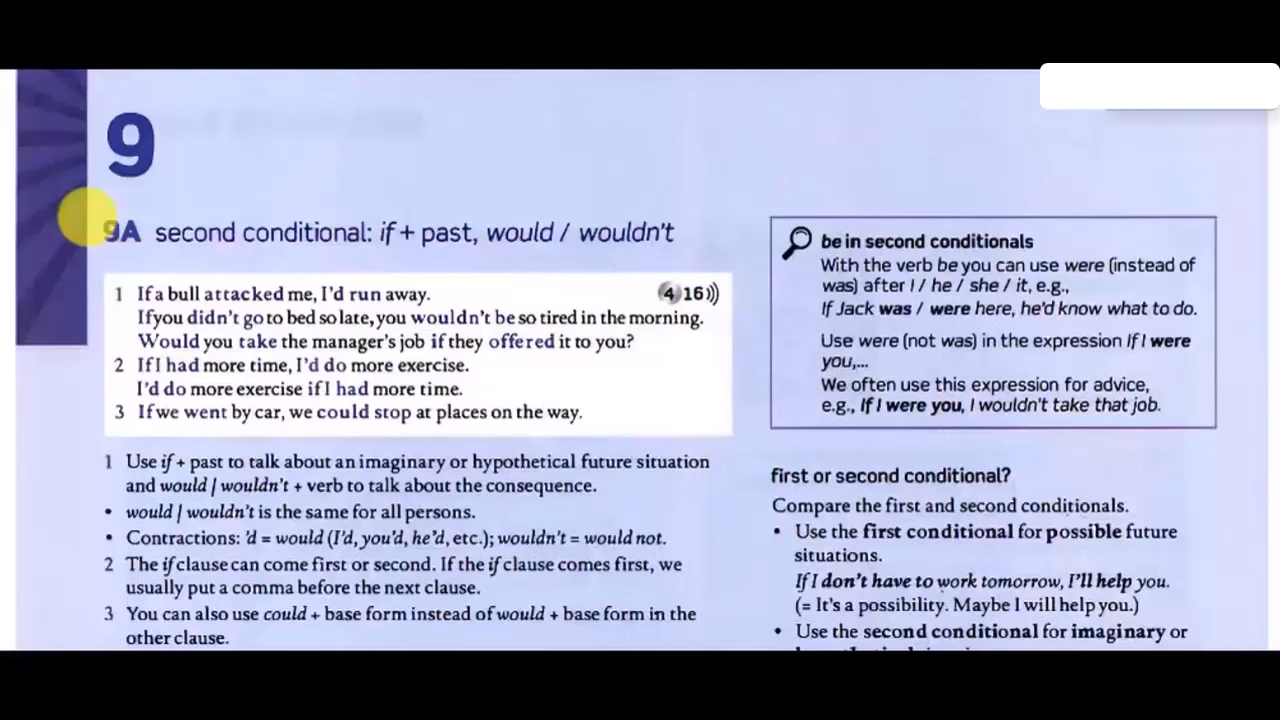 9
9A second conditional: if + past, would / wouldn't
1 If a bull attacked me, I'd run away. 4 16))
If you didn't go to bed so late, you wouldn't be so tired in the morning.
Would you take the manager's job if they offered it to you?
2 If I had more time, I'd do more exercise.
I'd do more exercise if I had more time.
3 If we went by car, we could stop at places on the way.
1 Use if + past to talk about an imaginary or hypothetical future situation
and would / wouldn't + verb to talk about the consequence.
• would / wouldn't is the same for all persons.
• Contractions: 'd = would (I'd, you'd, he'd, etc.); wouldn't = would not.
2 The if clause can come first or second. If the if clause comes first, we
usually put a comma before the next clause.
3 You can also use could + base form instead of would + base form in the
other clause.
be in second conditionals
With the verb be you can use were (instead of
was) after I / he / she / it, e.g.,
If Jack was / were here, he'd know what to do.
Use were (not was) in the expression If I were
you,...
We often use this expression for advice,
e.g., If I were you, I wouldn't take that job.
first or second conditional?
Compare the first and second conditionals.
• Use the first conditional for possible future
situations.
If I don't have to work tomorrow, I'll help you.
(= It's a possibility. Maybe I will help you.)
• Use the second conditional for imaginary or